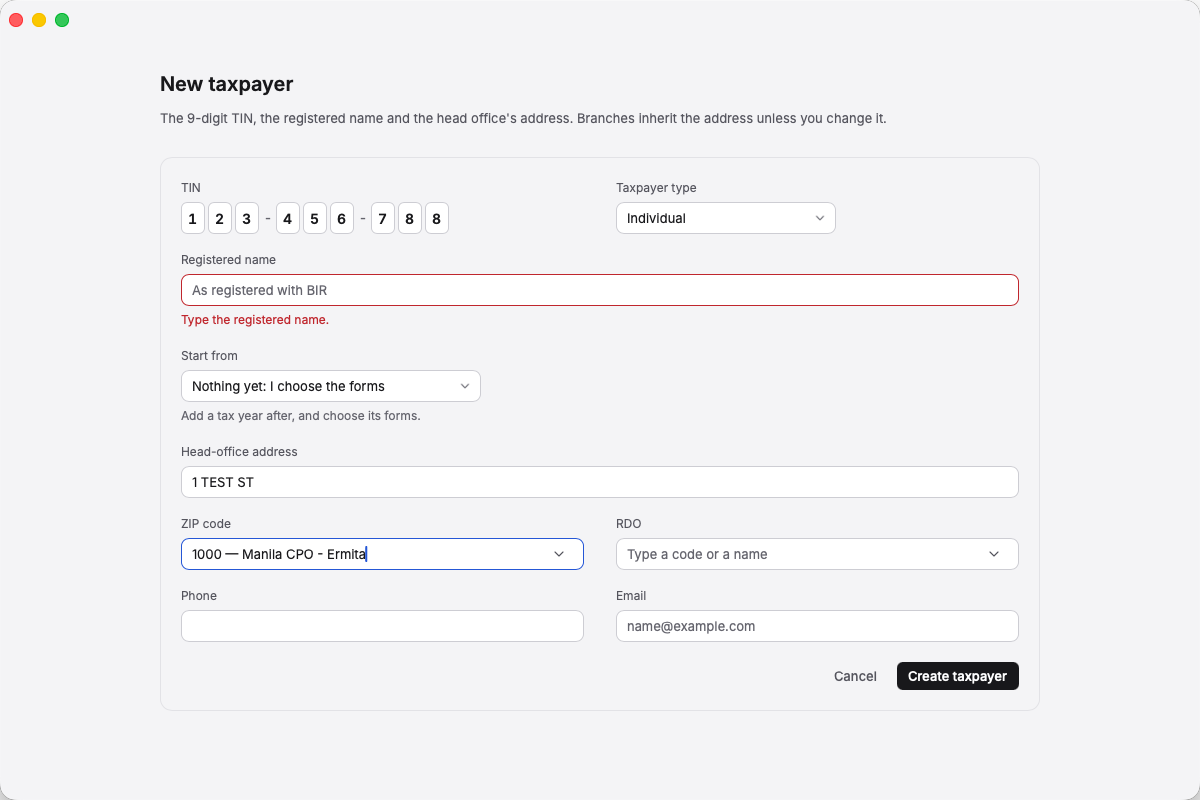 New taxpayer
The 9-digit TIN, the registered name and the head office's address. Branches inherit the address unless you change it.
TIN
Taxpayer type
1 2 3 - 4 5 6 - 7 8 8
Individual
Registered name
As registered with BIR
Type the registered name.
Start from
Nothing yet: I choose the forms
Add a tax year after, and choose its forms.
Head-office address
1 TEST ST
ZIP code
RDO
1000 — Manila CPO - Ermita
Type a code or a name
Phone
Email
name@example.com
Cancel
Create taxpayer